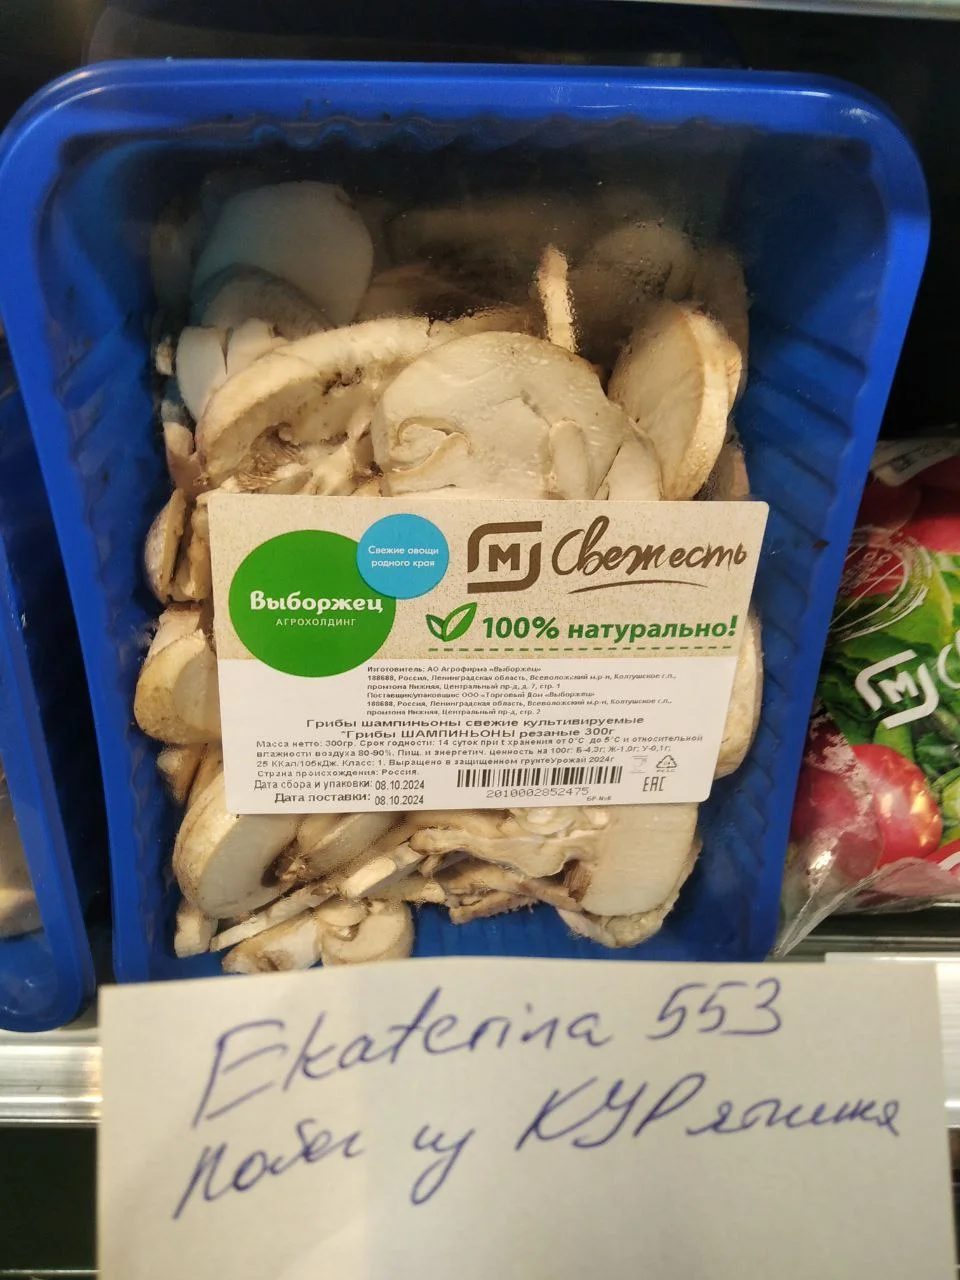 Свежие овощи
родного края
Выборжец
АГРОХОЛДИНГ
М Свежесть
100% натурально!
Изготовитель: АО Агрофирма «Выборжец»
188688, Россия, Ленинградская область, Всеволожский м.р-н, Колтушское г.п.,
промзона Нижняя, Центральный пр-д, д. 7, стр. 1
Поставщик/упаковщик: ООО «Торговый Дом «Выборжец»
188688, Россия, Ленинградская область, Всеволожский м.р-н, Колтушское г.п.,
промзона Нижняя, Центральный пр-д, стр. 2
Грибы шампиньоны свежие культивируемые
"Грибы ШАМПИНЬОНЫ резаные 300г
Масса нетто: 300гр. Срок годности: 14 суток при t хранения от 0°С до 5°С и относительной
влажности воздуха 80-90%. Пищ. и энергетич. ценность на 100г: Б-4,3г; Ж-1,0г; У-0,1г;
25 ККал/105кДж. Класс: 1. Выращено в защищенном грунтеУрожай 2024г
Страна происхождения: Россия.
Дата сбора и упаковки: 08.10.2024
Дата поставки: 08.10.2024
2010002852475
ЕАС
М
Ekaterina 553
Побег из КУРятника